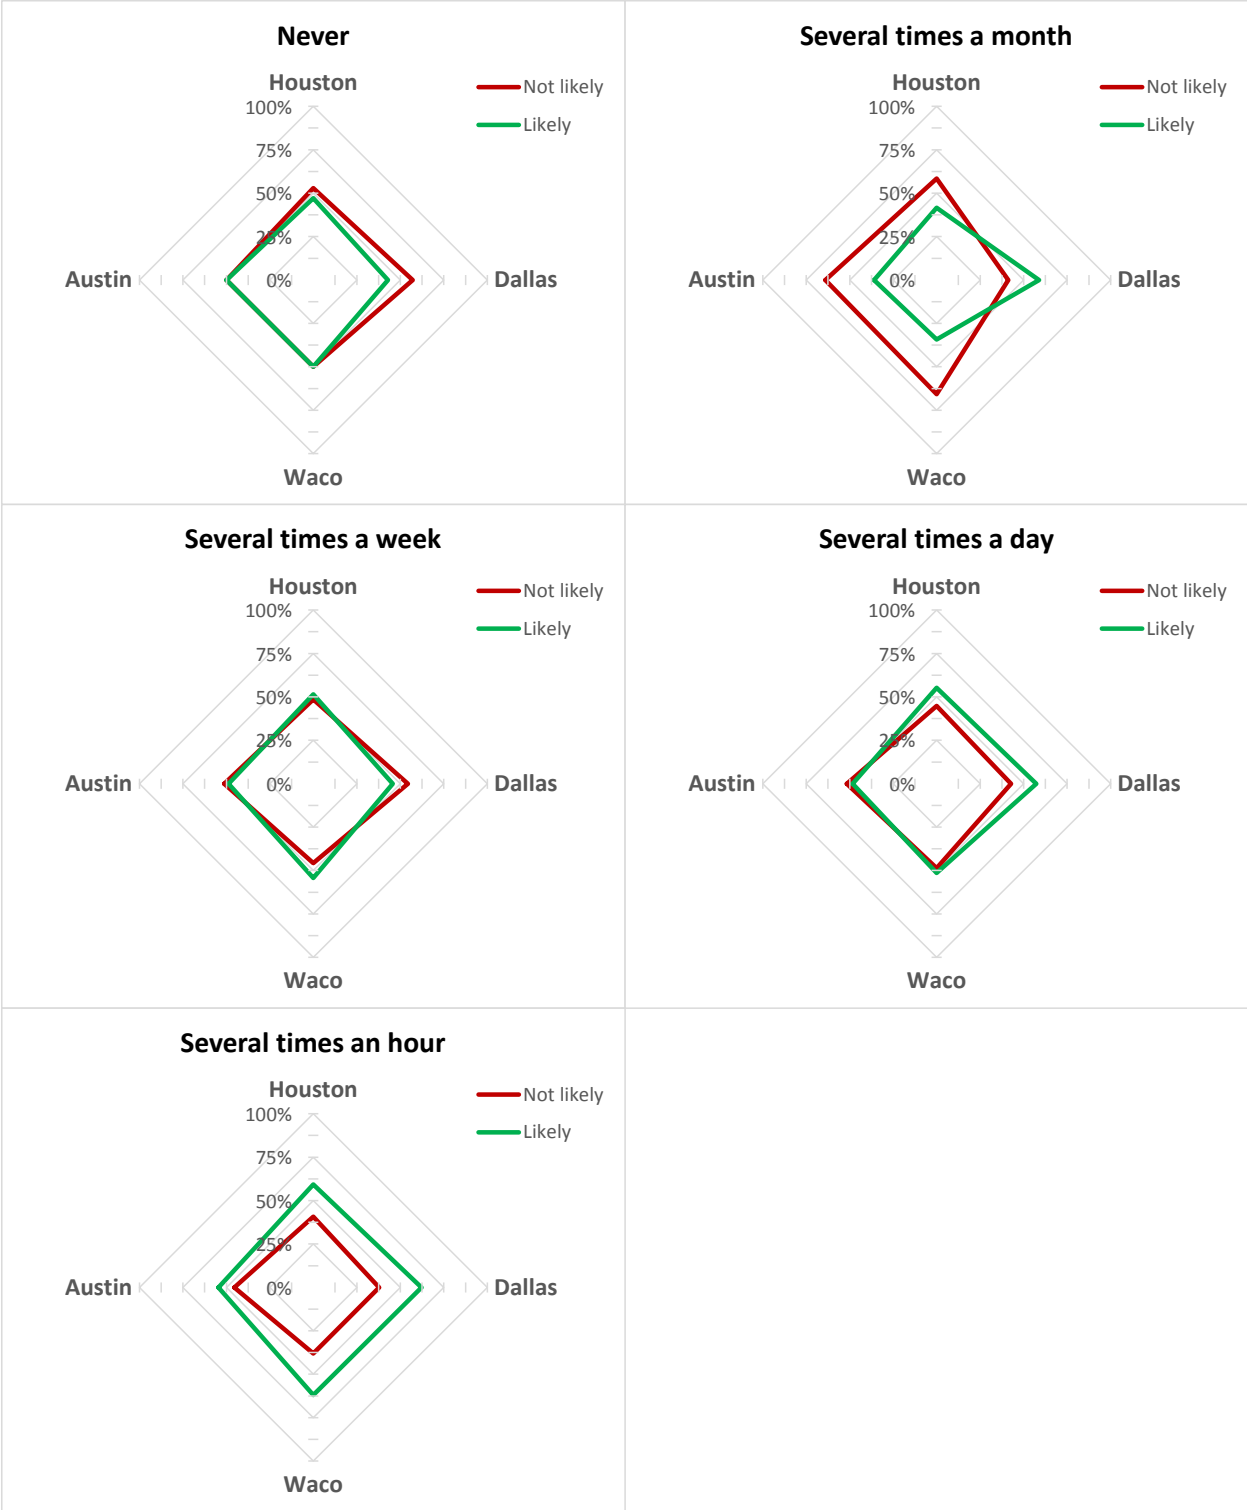 Never
Houston
Not likely
Likely
100%
75%
50%
25%
0%
Austin
Dallas
Waco
Several times a month
Houston
Not likely
Likely
100%
75%
50%
25%
0%
Austin
Dallas
Waco
Several times a week
Houston
Not likely
Likely
100%
75%
50%
25%
0%
Austin
Dallas
Waco
Several times a day
Houston
Not likely
Likely
100%
75%
50%
25%
0%
Austin
Dallas
Waco
Several times an hour
Houston
Not likely
Likely
100%
75%
50%
25%
0%
Austin
Dallas
Waco